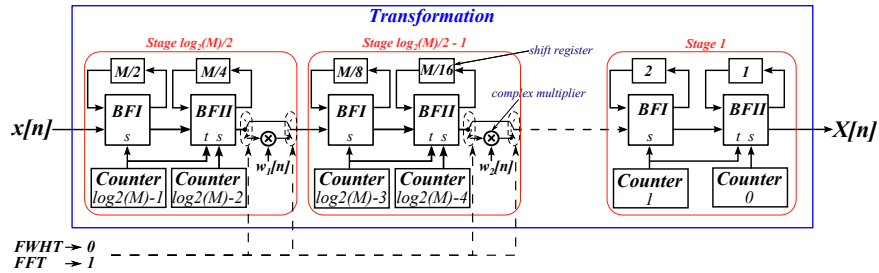 Transformation
Stage log₂(M)/2
Stage log₂(M)/2 - 1
Stage 1
shift register
M/2
M/4
M/8
M/16
2
1
complex multiplier
BFI
BFII
BFI
BFII
BFI
BFII
x[n]
X[n]
s
t s
s
t s
s
t s
w₁[n]
w₂[n]
Counter
log2(M)-1
Counter
log2(M)-2
Counter
log2(M)-3
Counter
log2(M)-4
Counter
1
Counter
0
FWHT → 0
FFT → 1